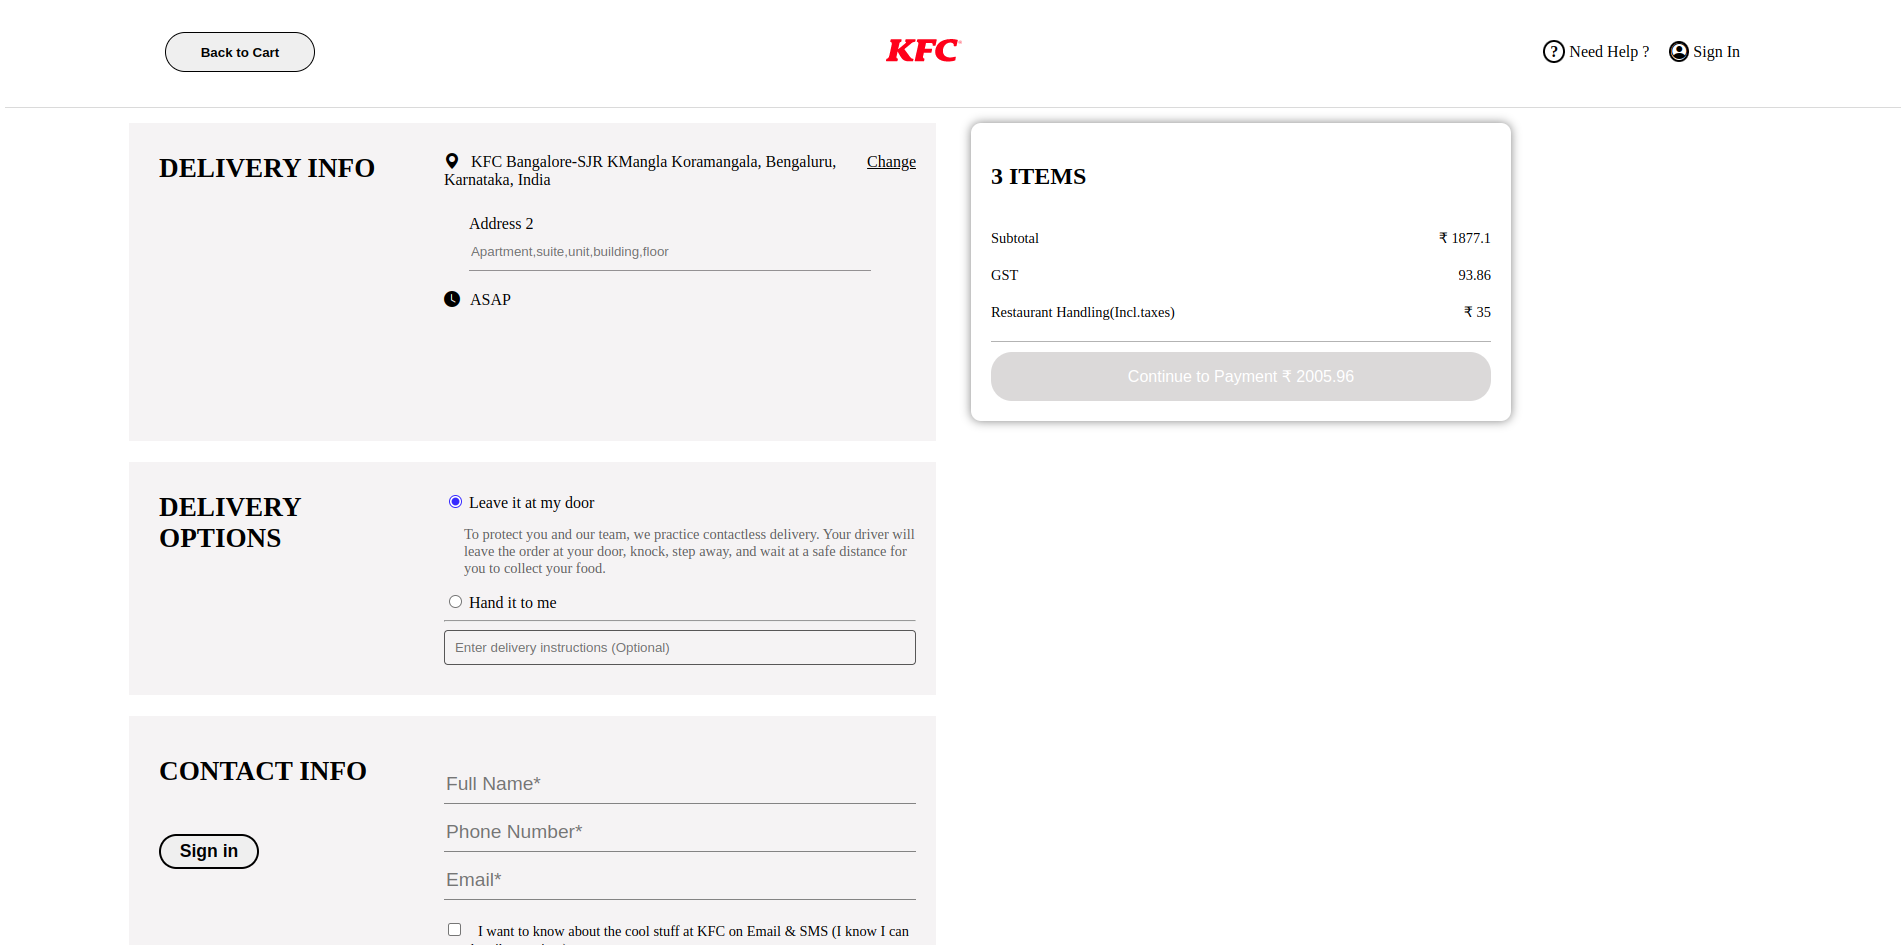 Back to Cart
KFC
? Need Help ?
Sign In
DELIVERY INFO
KFC Bangalore-SJR KMangla Koramangala, Bengaluru,
Karnataka, India
Change
Address 2
Apartment,suite,unit,building,floor
ASAP
3 ITEMS
Subtotal ₹ 1877.1
GST 93.86
Restaurant Handling(Incl.taxes) ₹ 35
Continue to Payment ₹ 2005.96
DELIVERY
OPTIONS
Leave it at my door
To protect you and our team, we practice contactless delivery. Your driver will
leave the order at your door, knock, step away, and wait at a safe distance for
you to collect your food.
Hand it to me
Enter delivery instructions (Optional)
CONTACT INFO
Sign in
Full Name*
Phone Number*
Email*
I want to know about the cool stuff at KFC on Email & SMS (I know I can